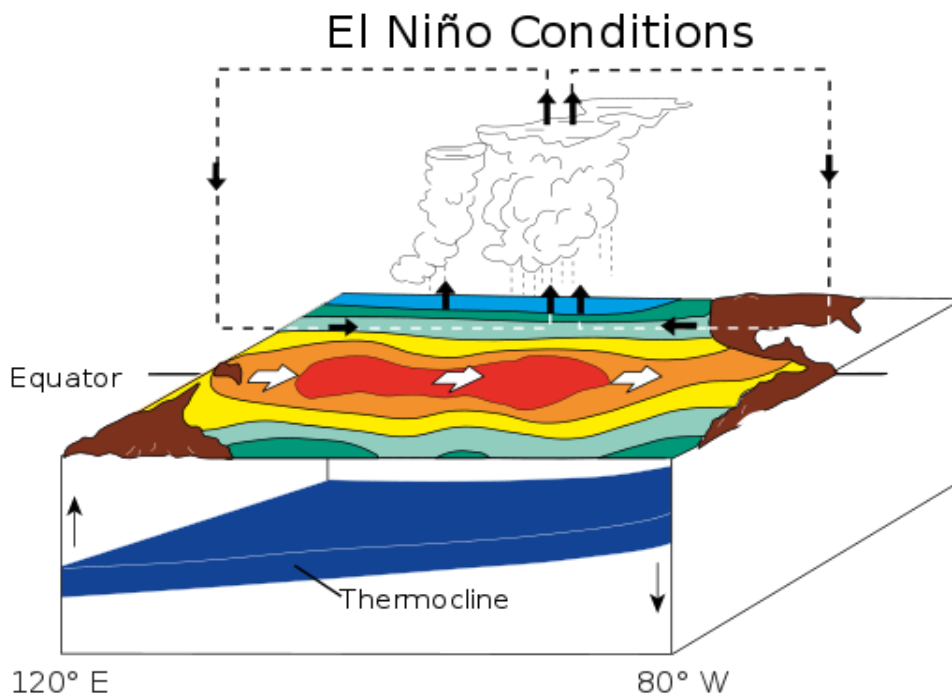 El Niño Conditions
Equator
Thermocline
120° E
80° W